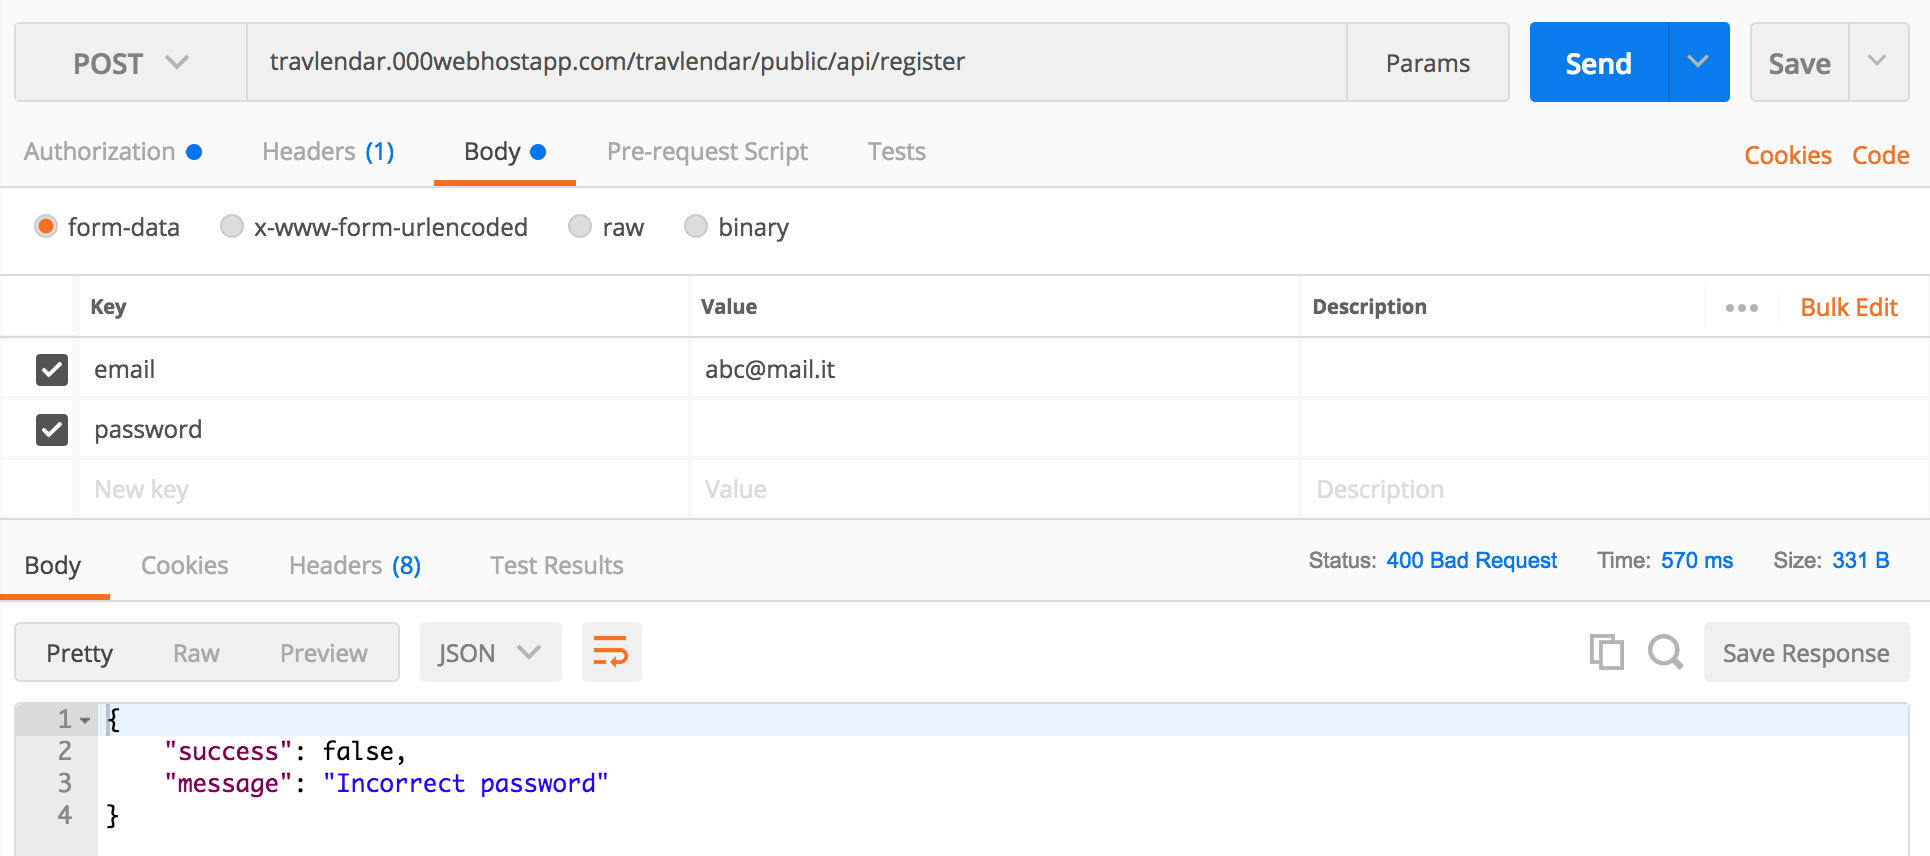 POST travlendar.000webhostapp.com/travlendar/public/api/register Params Send Save
Authorization Headers (1) Body Pre-request Script Tests Cookies Code
form-data x-www-form-urlencoded raw binary
Key Value Description ••• Bulk Edit
email abc@mail.it
password
New key Value Description
Body Cookies Headers (8) Test Results Status: 400 Bad Request Time: 570 ms Size: 331 B
Pretty Raw Preview JSON Save Response
1 {
2 "success": false,
3 "message": "Incorrect password"
4 }